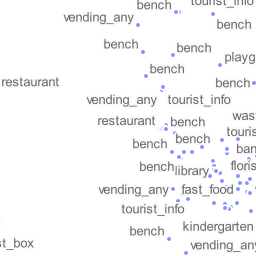 bench
tourist_info
vending_any
bench
bench
bench
playg
bench
restaurant
bench
vending_any
tourist_info
restaurant
bench
was
touris
bench
bench
ban
bench
library
floris
vending_any
fast_food
tourist_info
kindergarten
bench
st_box
vending_any